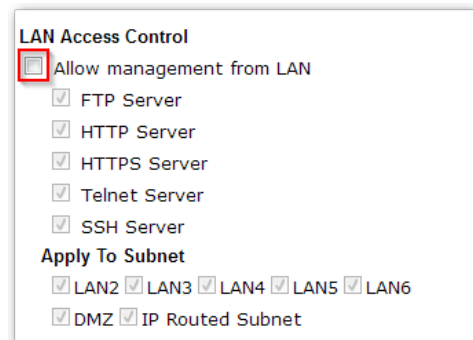 LAN Access Control
Allow management from LAN
FTP Server
HTTP Server
HTTPS Server
Telnet Server
SSH Server
Apply To Subnet
LAN2 LAN3 LAN4 LAN5 LAN6
DMZ IP Routed Subnet